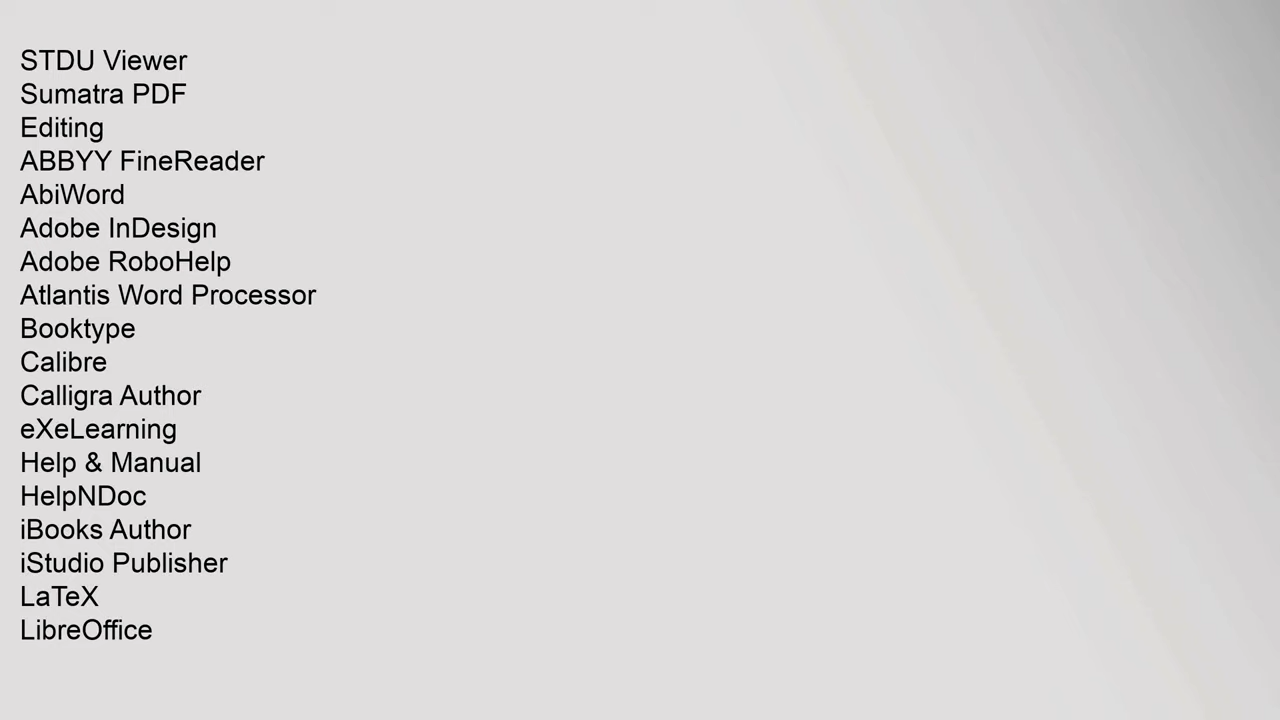 STDU Viewer
Sumatra PDF
Editing
ABBYY FineReader
AbiWord
Adobe InDesign
Adobe RoboHelp
Atlantis Word Processor
Booktype
Calibre
Calligra Author
eXeLearning
Help & Manual
HelpNDoc
iBooks Author
iStudio Publisher
LaTeX
LibreOffice